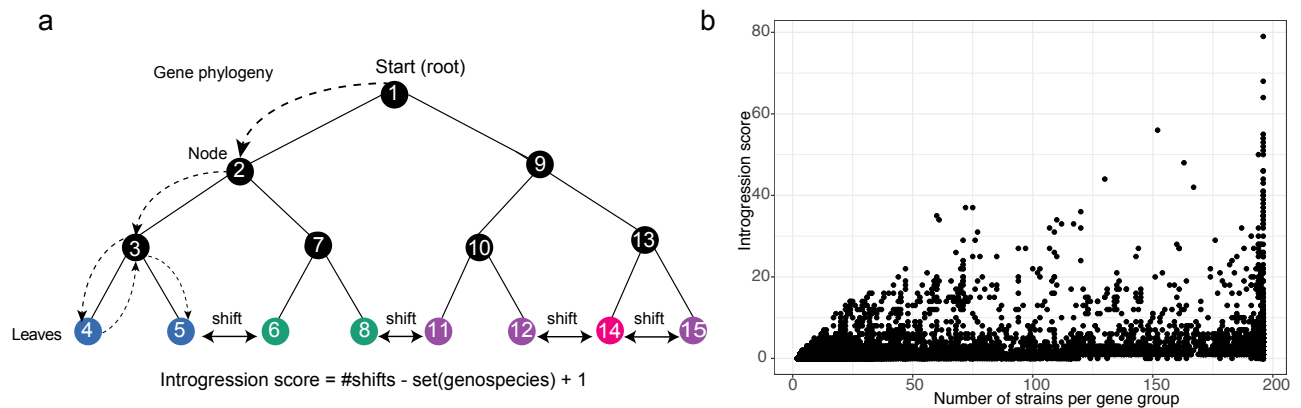 a
Start (root)
Gene phylogeny
1
Node
2
9
3
7
10
13
Leaves
4
5
shift
6
8
shift
11
12
shift
14
shift
15
Introgression score = #shifts - set(genospecies) + 1
b
80
60
40
20
0
Introgression score
0
50
100
150
200
Number of strains per gene group